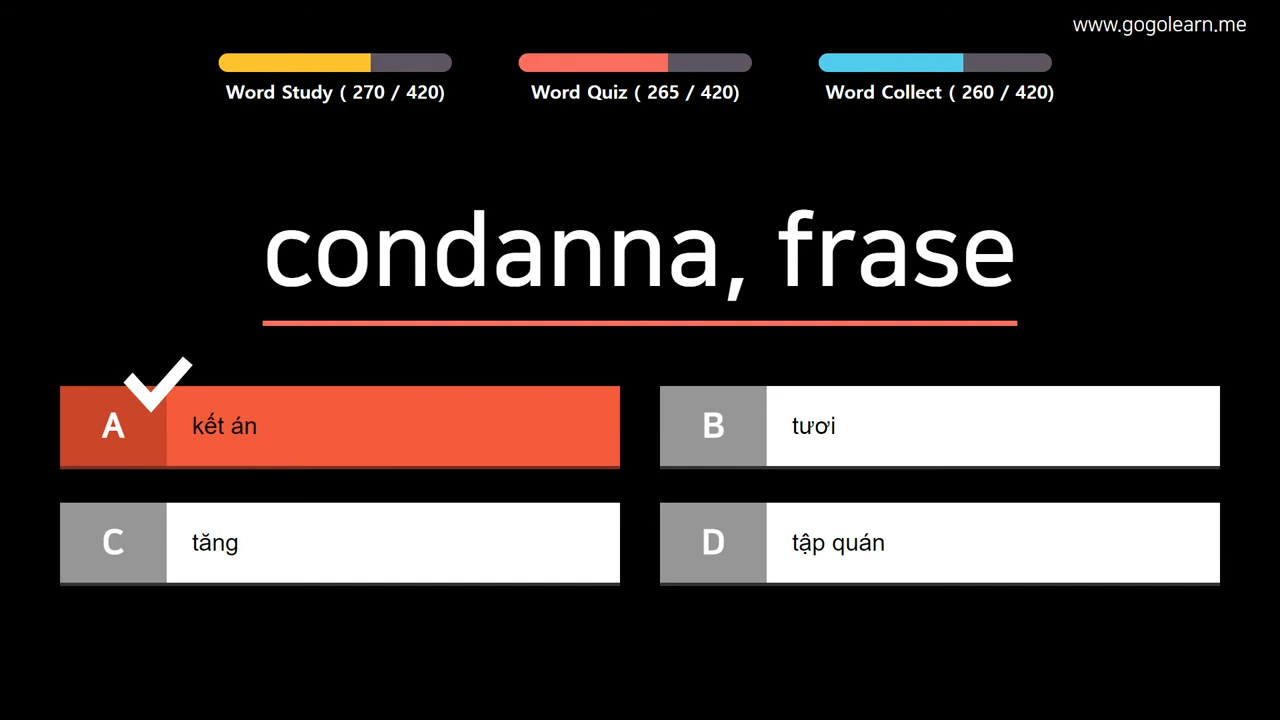 www.gogolearn.me
Word Study ( 270 / 420)
Word Quiz ( 265 / 420)
Word Collect ( 260 / 420)
condanna, frase
A
kết án
B
tươi
C
tăng
D
tập quán